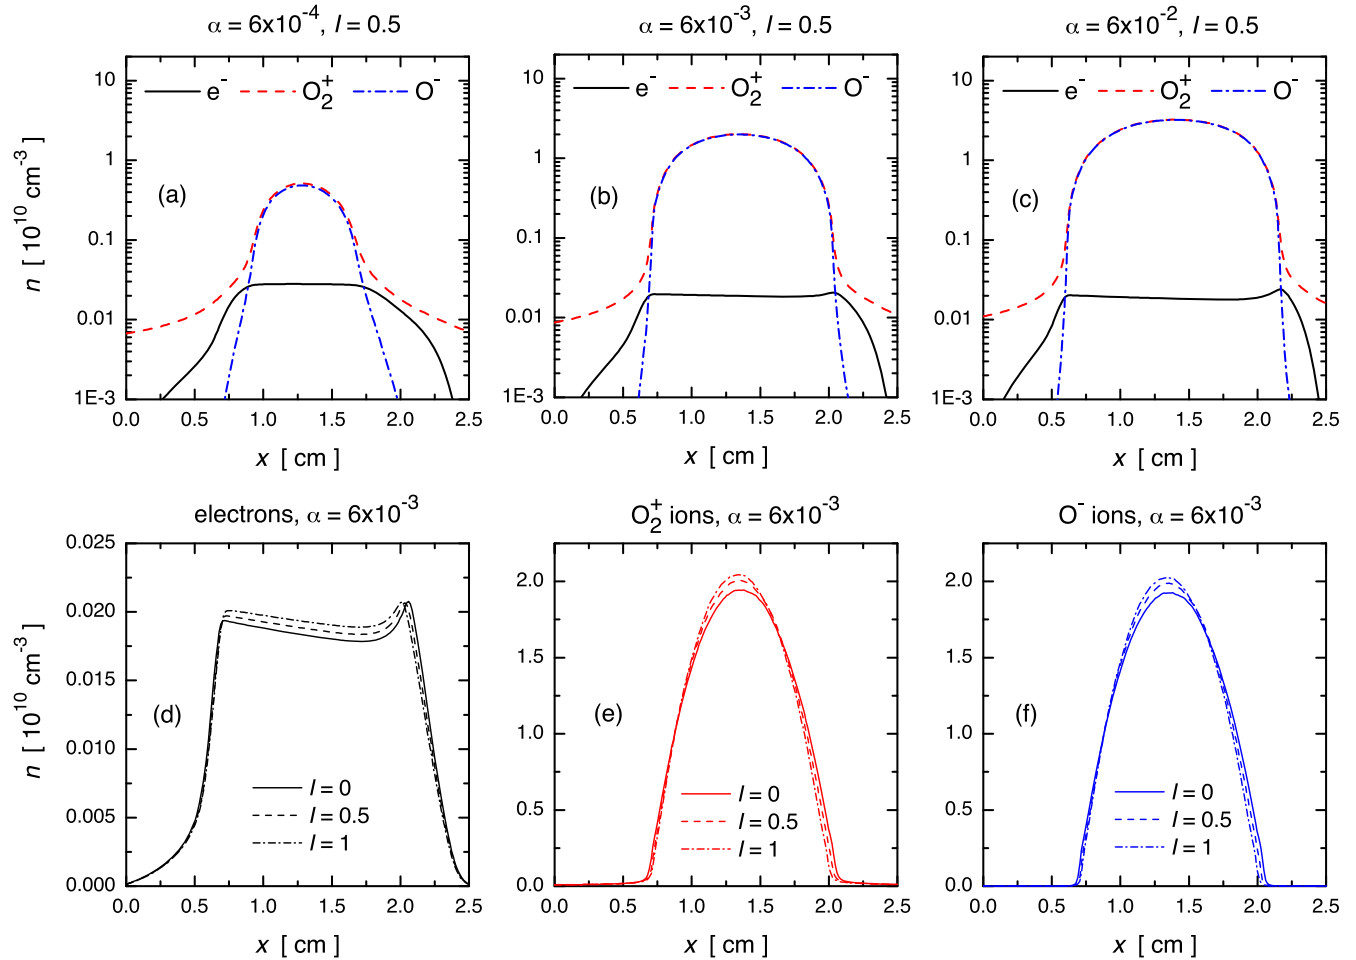 α = 6x10⁻⁴, l = 0.5
10
1
0.1
0.01
1E-3
n [ 10¹⁰ cm⁻³ ]
e⁻ O₂⁺ O⁻
(a)
0.0 0.5 1.0 1.5 2.0 2.5
x [ cm ]
α = 6x10⁻³, l = 0.5
10
1
0.1
0.01
1E-3
e⁻ O₂⁺ O⁻
(b)
0.0 0.5 1.0 1.5 2.0 2.5
x [ cm ]
α = 6x10⁻², l = 0.5
10
1
0.1
0.01
1E-3
e⁻ O₂⁺ O⁻
(c)
0.0 0.5 1.0 1.5 2.0 2.5
x [ cm ]
electrons, α = 6x10⁻³
0.025
0.020
0.015
0.010
0.005
0.000
n [ 10¹⁰ cm⁻³ ]
(d)
l = 0
l = 0.5
l = 1
0.0 0.5 1.0 1.5 2.0 2.5
x [ cm ]
O₂⁺ ions, α = 6x10⁻³
2.0
1.5
1.0
0.5
0.0
(e)
l = 0
l = 0.5
l = 1
0.0 0.5 1.0 1.5 2.0 2.5
x [ cm ]
O⁻ ions, α = 6x10⁻³
2.0
1.5
1.0
0.5
0.0
(f)
l = 0
l = 0.5
l = 1
0.0 0.5 1.0 1.5 2.0 2.5
x [ cm ]